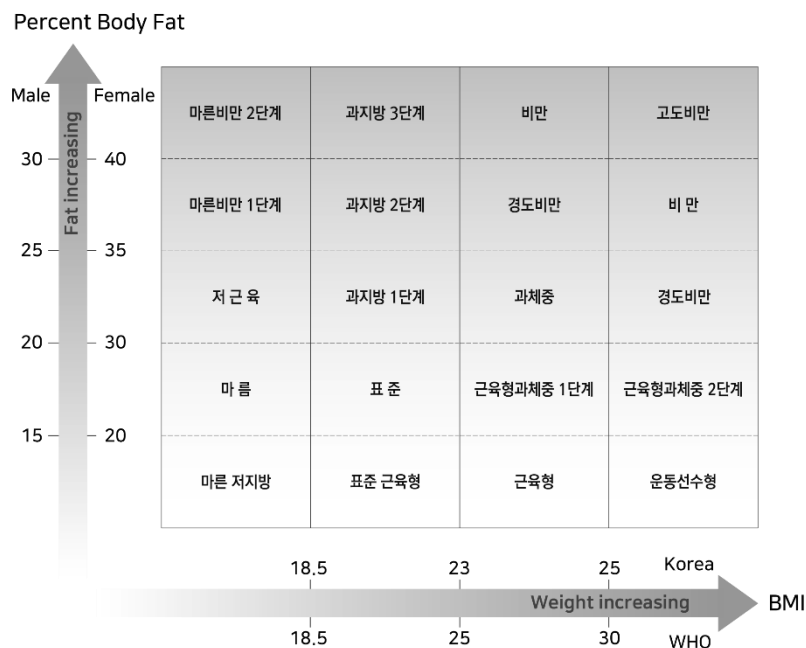 Percent Body Fat
Male
Female
Fat increasing
마른비만 2단계
과지방 3단계
비만
고도비만
30
40
마른비만 1단계
과지방 2단계
경도비만
비 만
25
35
저 근 육
과지방 1단계
과체중
경도비만
20
30
마 름
표 준
근육형과체중 1단계
근육형과체중 2단계
15
20
마른 저지방
표준 근육형
근육형
운동선수형
18.5
23
25
Korea
Weight increasing
BMI
18.5
25
30
WHO